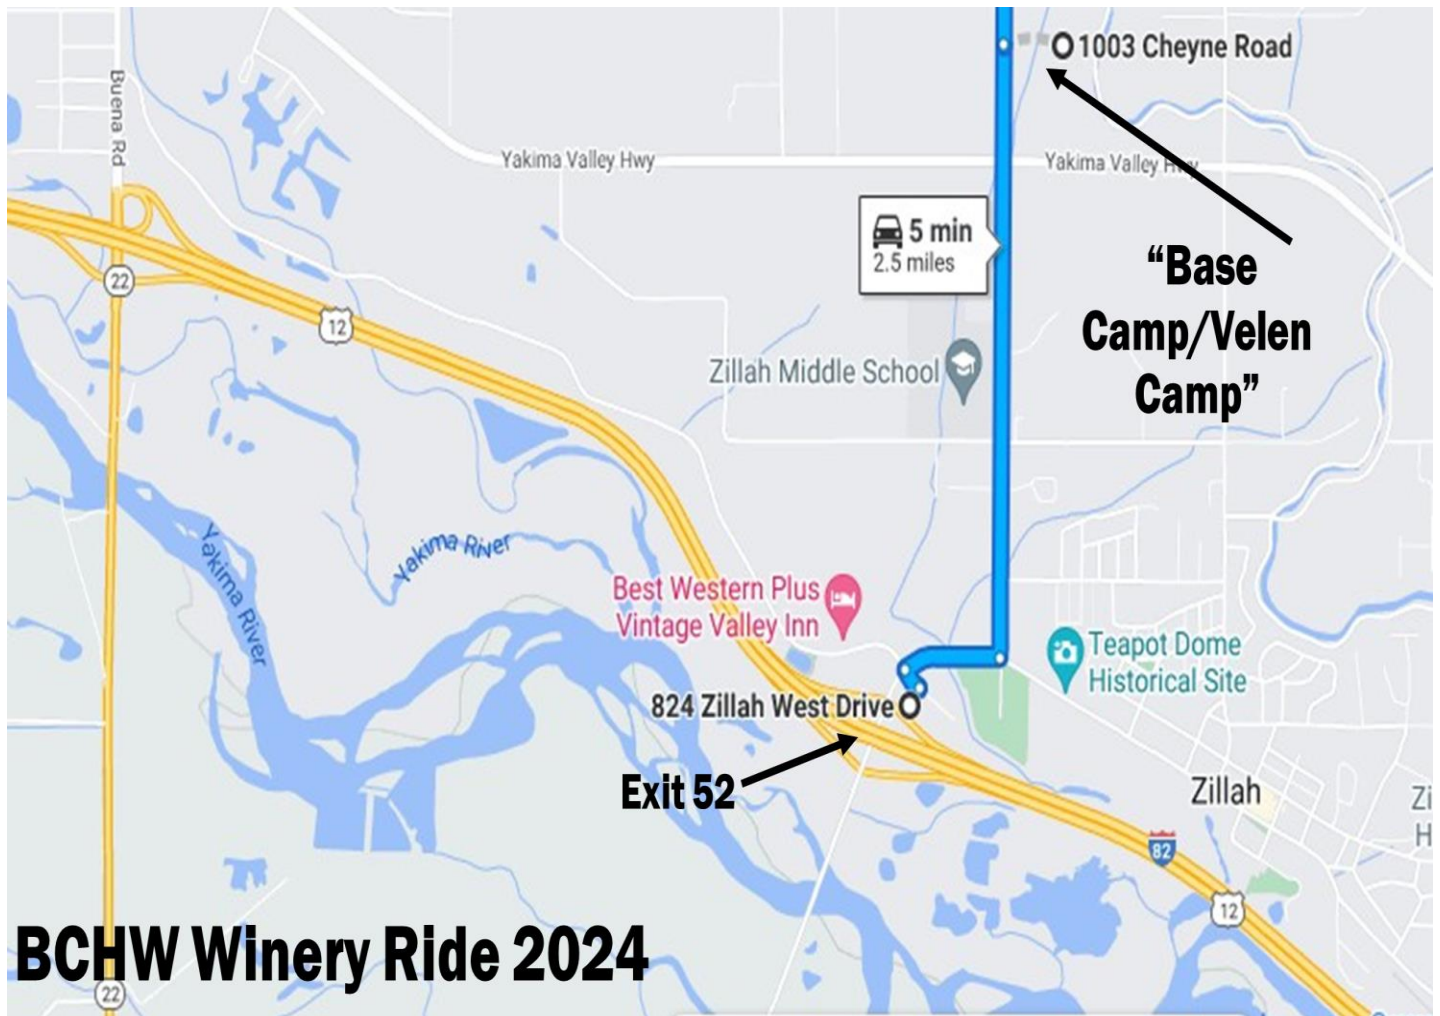 1003 Cheyne Road
Buena Rd
Yakima Valley Hwy
Yakima Valley Hwy
5 min
2.5 miles
“Base
Camp/Velen
Camp”
22
12
Zillah Middle School
Yakima River
Yakima River
Best Western Plus
Vintage Valley Inn
Teapot Dome
Historical Site
824 Zillah West Drive
Exit 52
Zillah
Zi
H
82
12
BCHW Winery Ride 2024
22